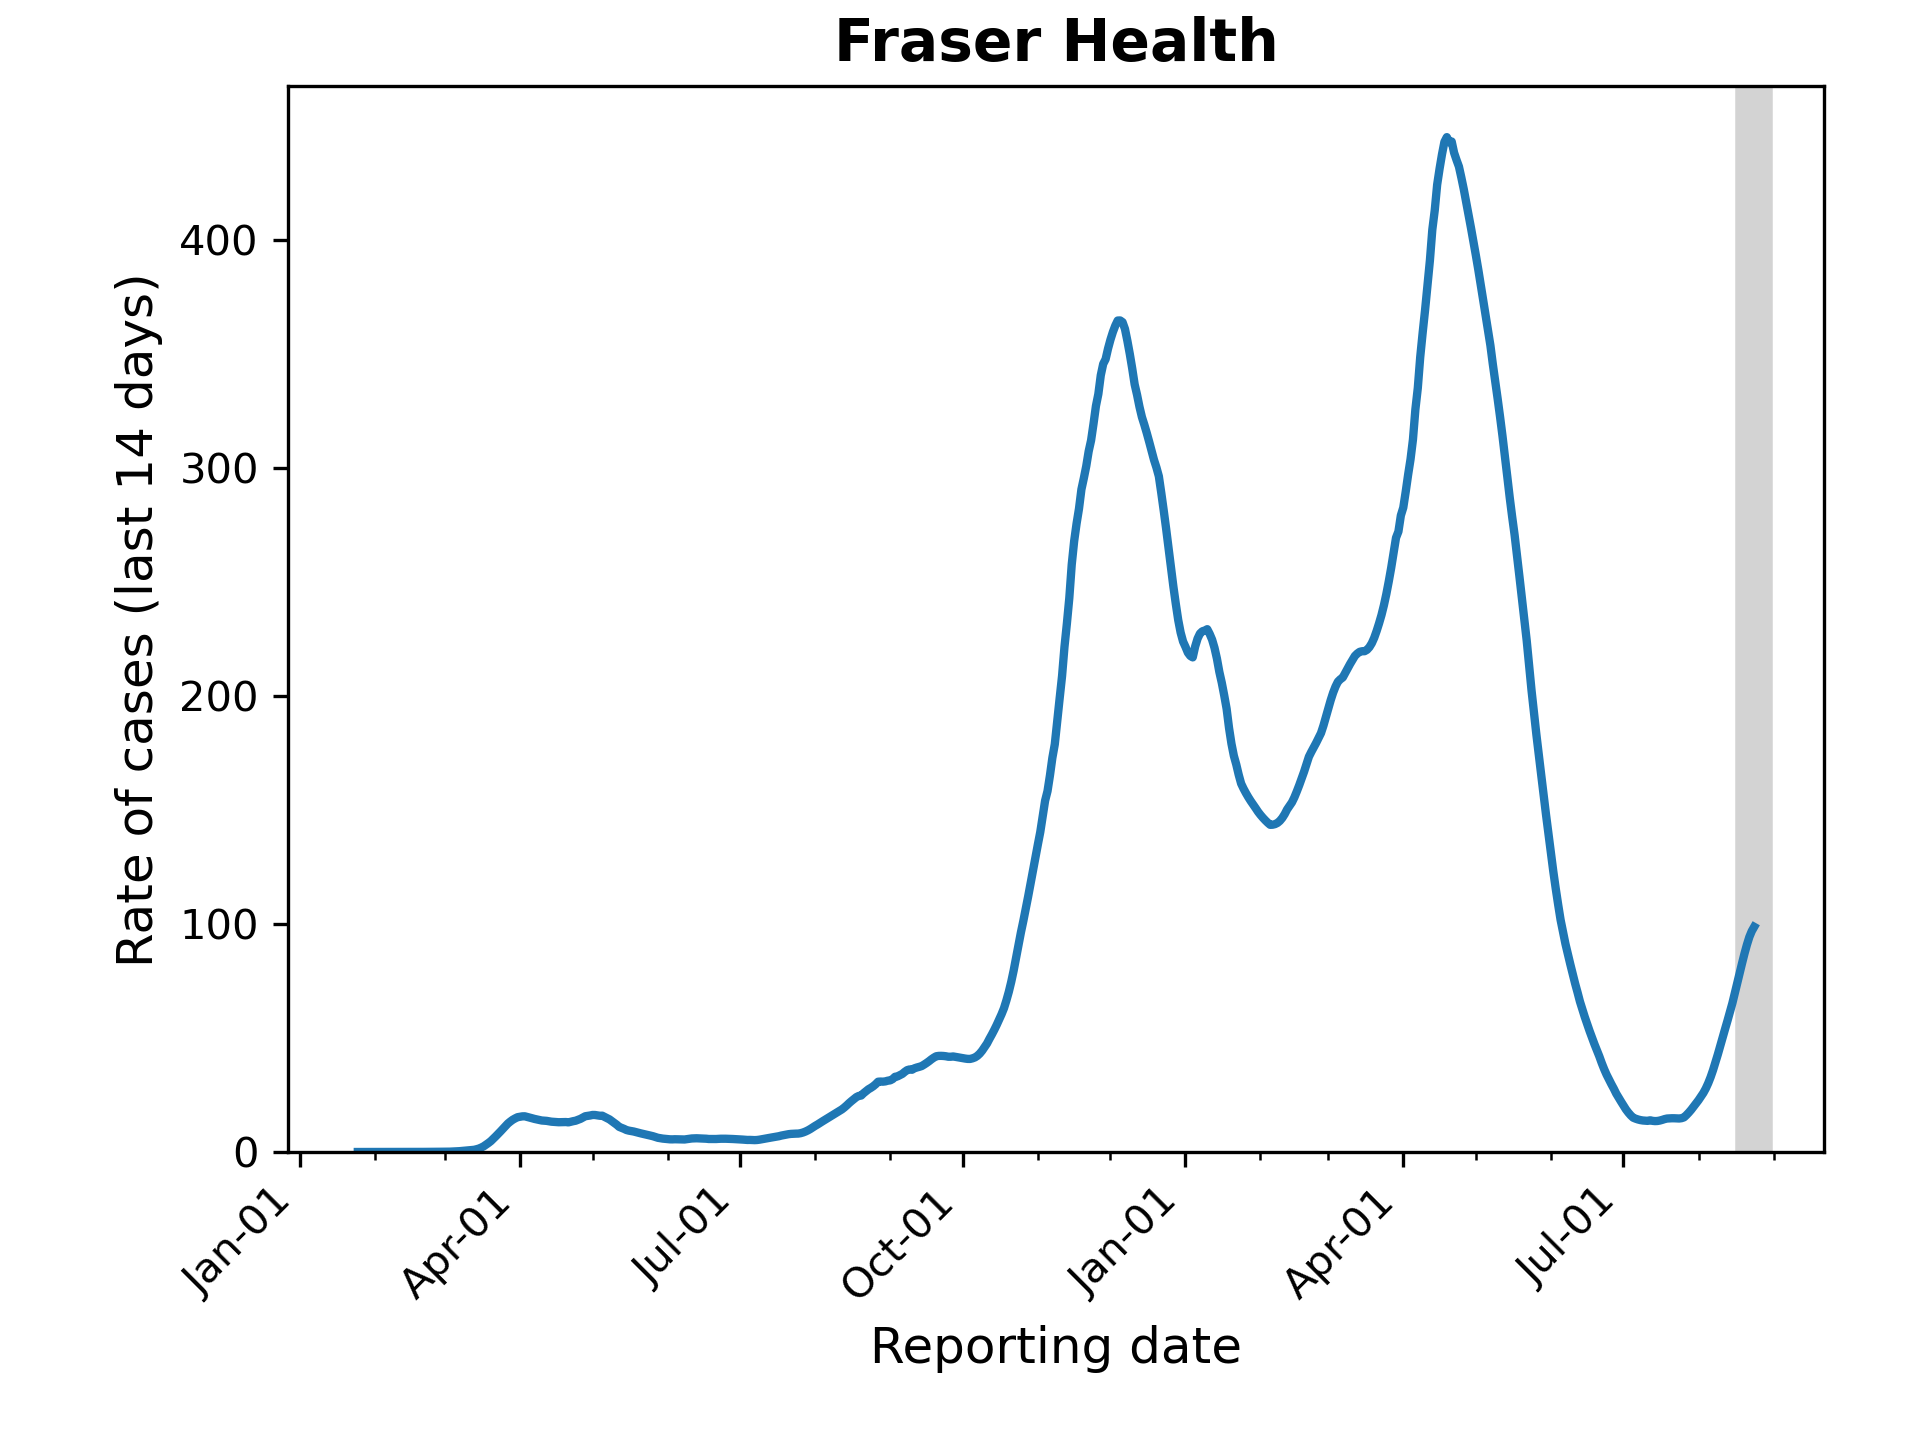 Fraser Health
Rate of cases (last 14 days)
400
300
200
100
0
Jan-01
Apr-01
Jul-01
Oct-01
Jan-01
Apr-01
Jul-01
Reporting date